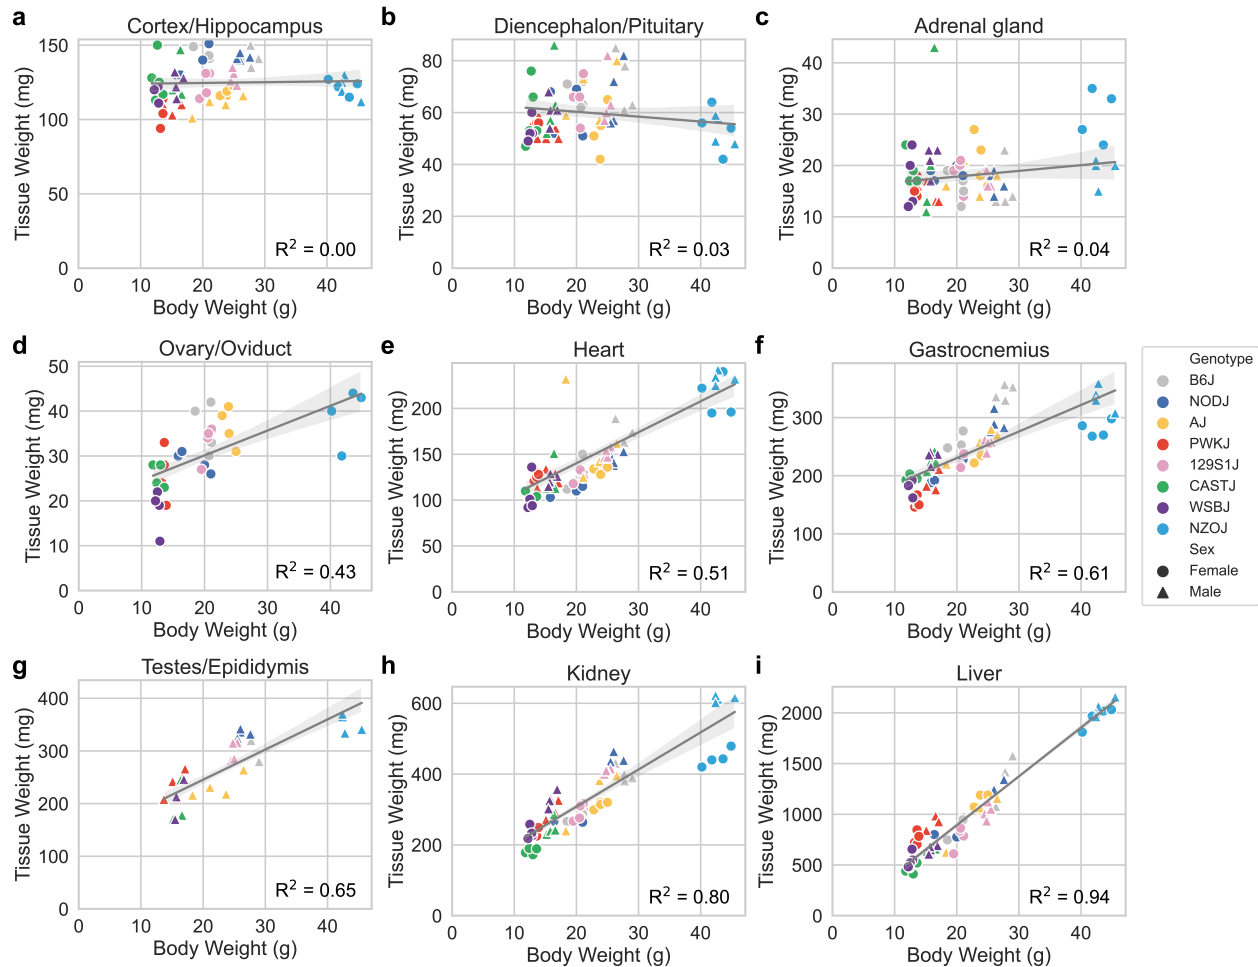 a
Cortex/Hippocampus
Tissue Weight (mg)
150
100
50
0
0 10 20 30 40
Body Weight (g)
R² = 0.00
b
Diencephalon/Pituitary
Tissue Weight (mg)
80
60
40
20
0
0 10 20 30 40
Body Weight (g)
R² = 0.03
c
Adrenal gland
Tissue Weight (mg)
40
30
20
10
0
0 10 20 30 40
Body Weight (g)
R² = 0.04
d
Ovary/Oviduct
Tissue Weight (mg)
50
40
30
20
10
0
0 10 20 30 40
Body Weight (g)
R² = 0.43
e
Heart
Tissue Weight (mg)
200
150
100
50
0
0 10 20 30 40
Body Weight (g)
R² = 0.51
f
Gastrocnemius
Tissue Weight (mg)
300
200
100
0
0 10 20 30 40
Body Weight (g)
R² = 0.61
Genotype
B6J
NODJ
AJ
PWKJ
129S1J
CASTJ
WSBJ
NZOJ
Sex
Female
Male
g
Testes/Epididymis
Tissue Weight (mg)
400
300
200
100
0
0 10 20 30 40
Body Weight (g)
R² = 0.65
h
Kidney
Tissue Weight (mg)
600
400
200
0
0 10 20 30 40
Body Weight (g)
R² = 0.80
i
Liver
Tissue Weight (mg)
2000
1500
1000
500
0
0 10 20 30 40
Body Weight (g)
R² = 0.94